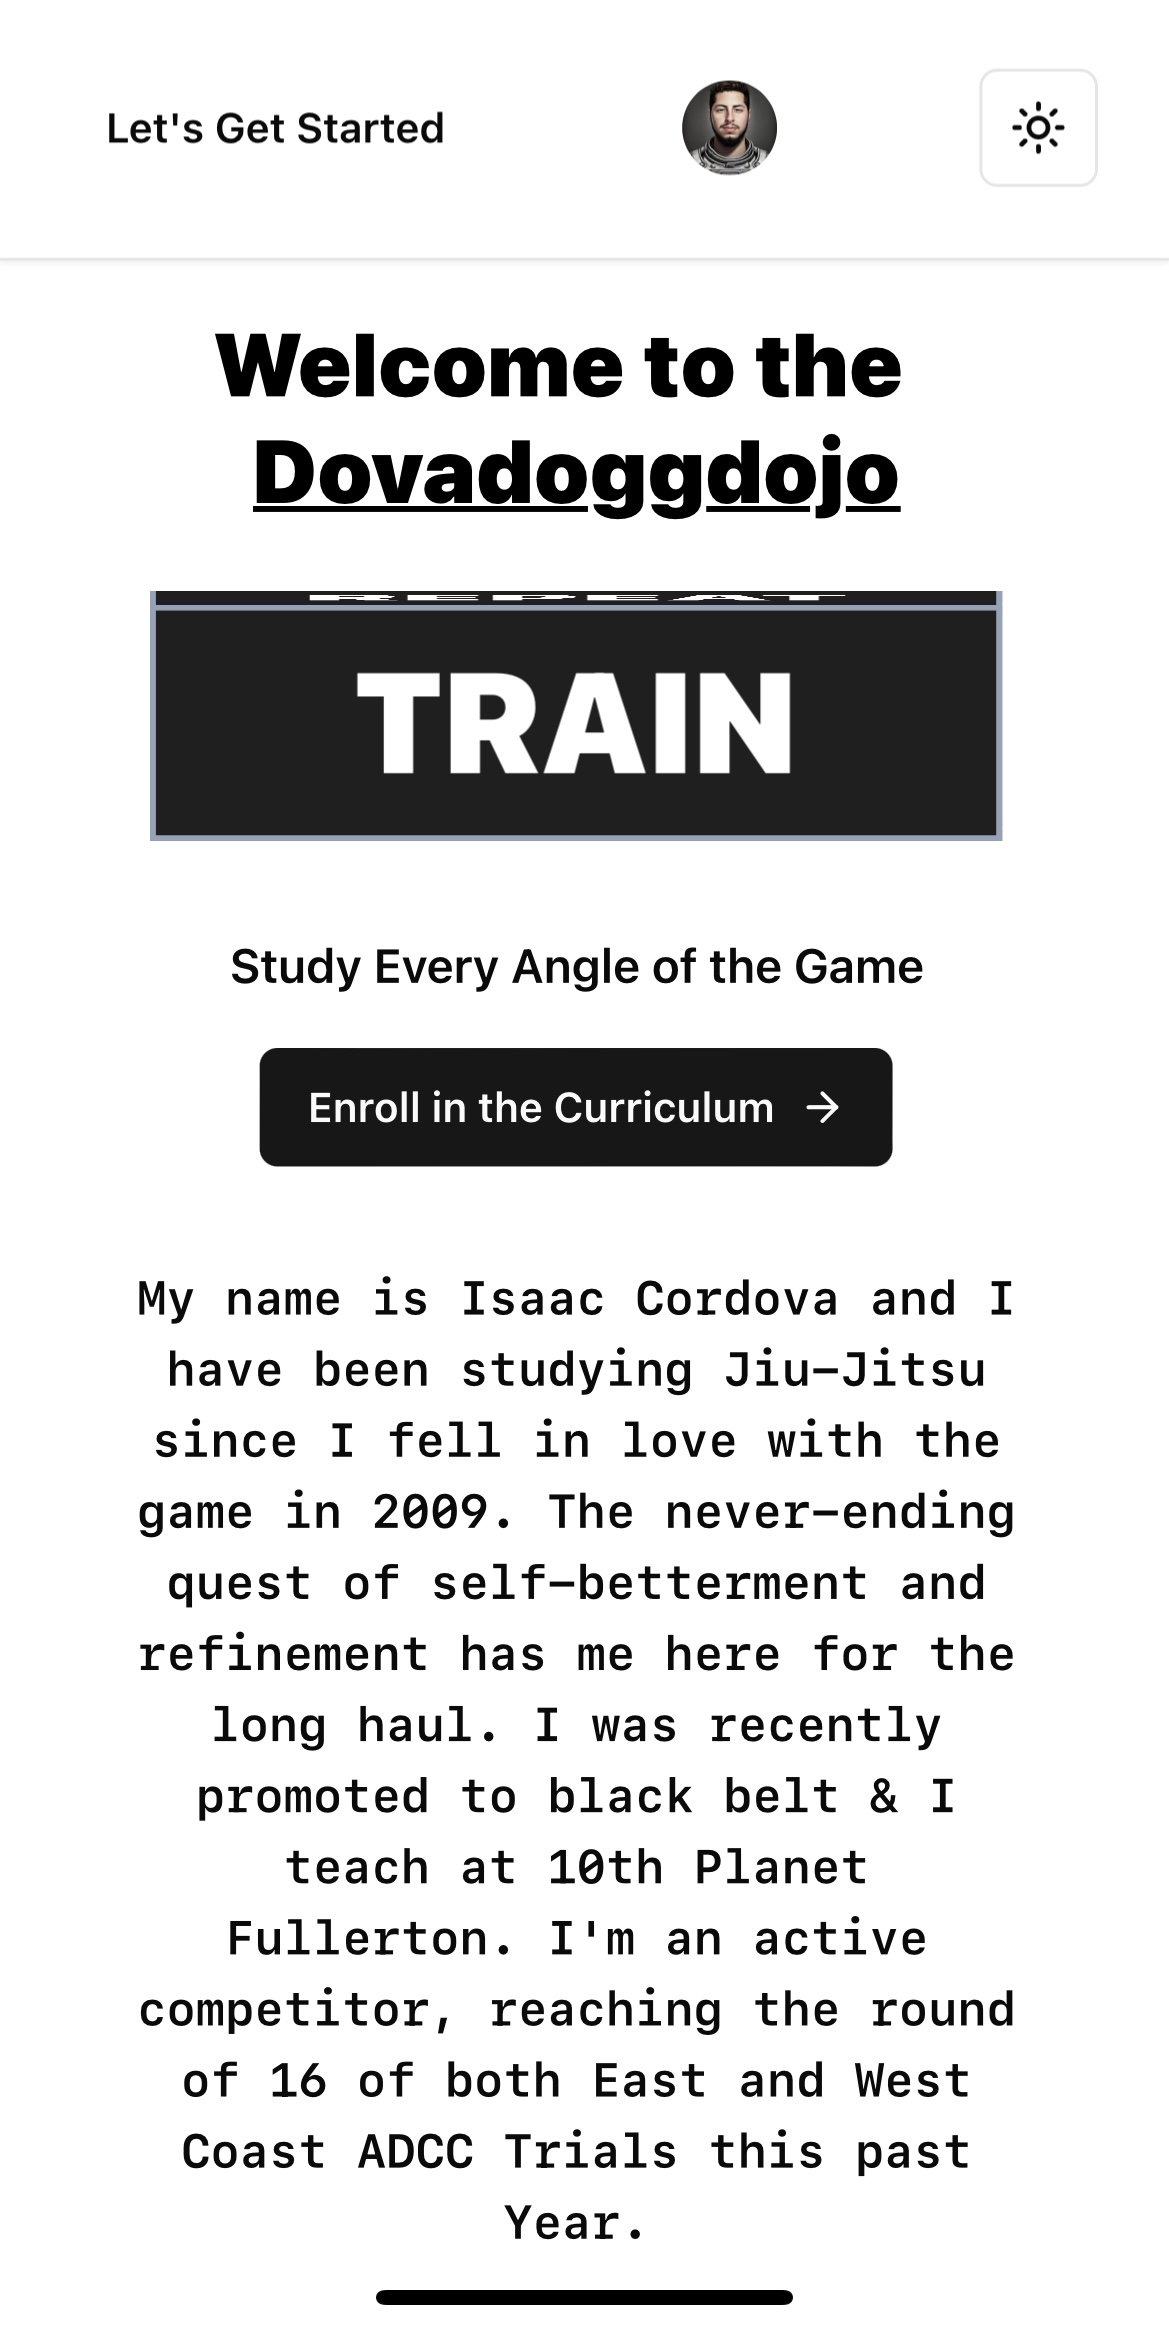 Let's Get Started
Welcome to the
Dovadoggdojo
REPEAT
TRAIN
Study Every Angle of the Game
Enroll in the Curriculum →
My name is Isaac Cordova and I
have been studying Jiu-Jitsu
since I fell in love with the
game in 2009. The never-ending
quest of self-betterment and
refinement has me here for the
long haul. I was recently
promoted to black belt & I
teach at 10th Planet
Fullerton. I'm an active
competitor, reaching the round
of 16 of both East and West
Coast ADCC Trials this past
Year.